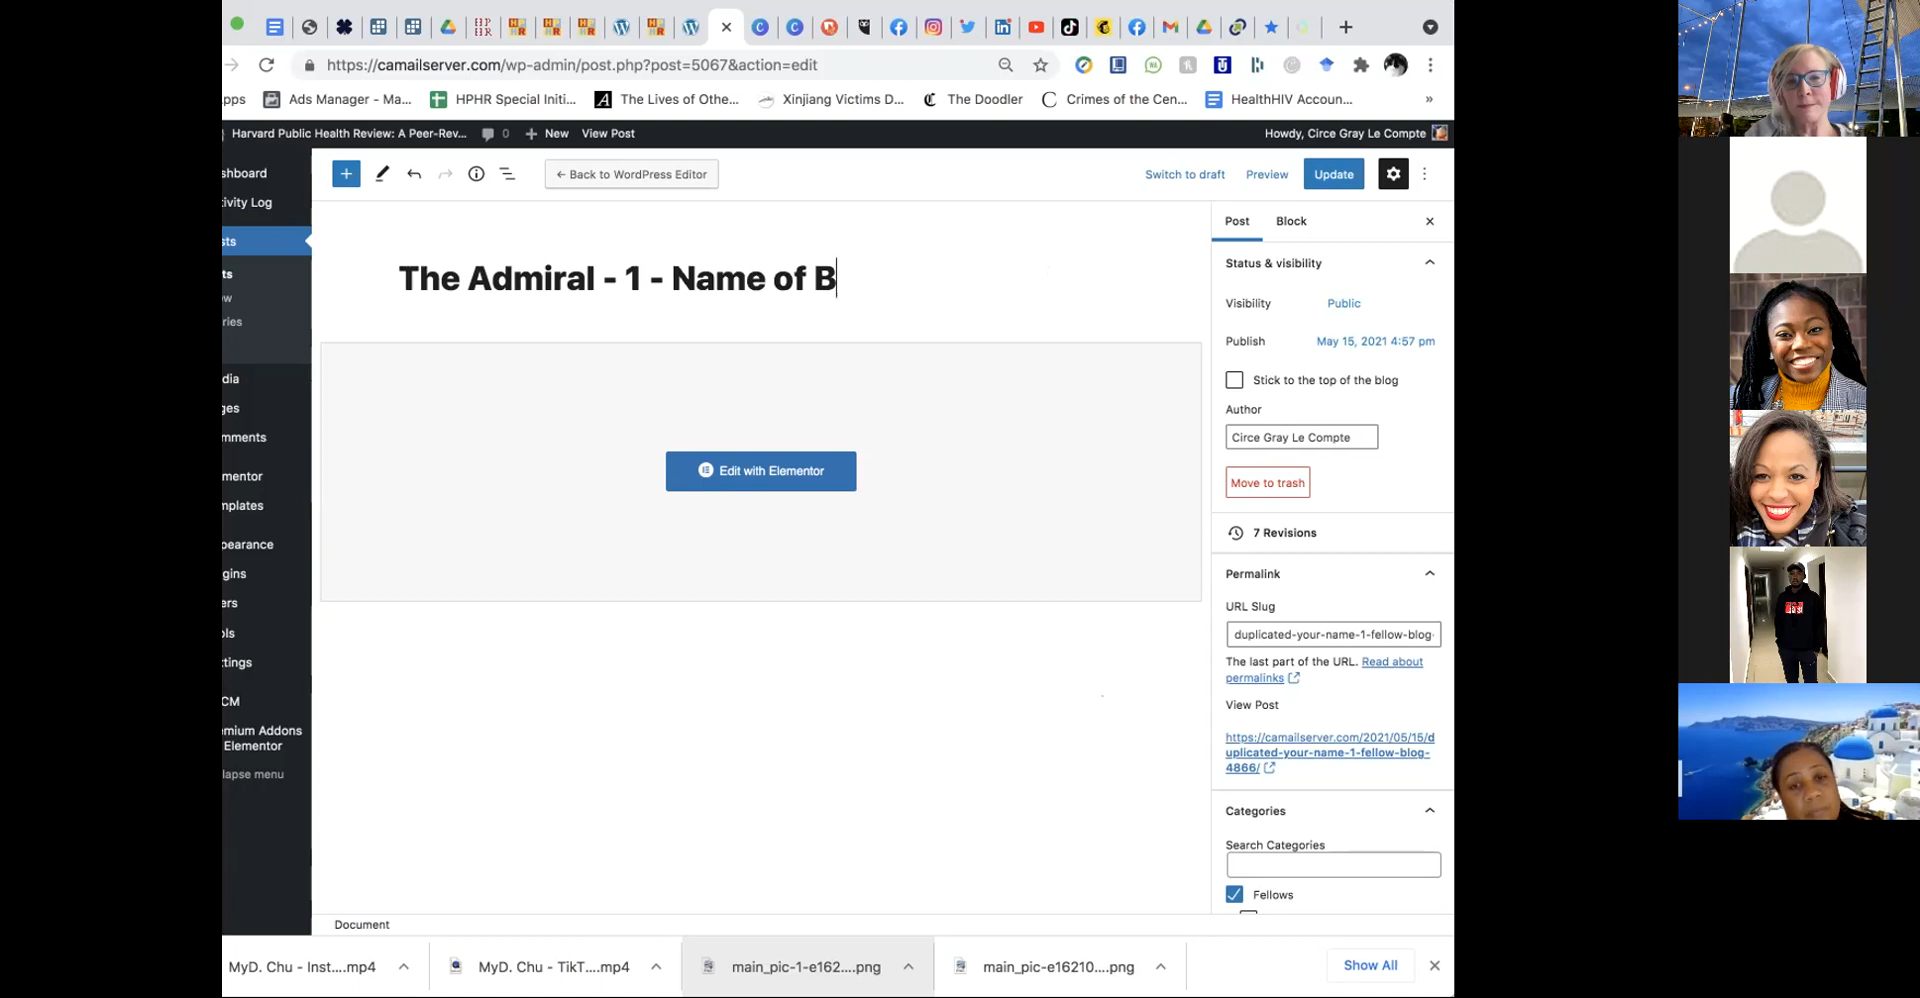 https://camailserver.com/wp-admin/post.php?post=5067&action=edit
pps
Ads Manager - Ma...
HPHR Special Initi...
The Lives of Othe...
Xinjiang Victims D...
The Doodler
Crimes of the Cen...
HealthHIV Accoun...
»
Harvard Public Health Review: A Peer-Rev...
0
New
View Post
Howdy, Circe Gray Le Compte
shboard
tivity Log
sts
ts
w
ries
dia
ges
mments
mentor
mplates
pearance
gins
ers
ols
ttings
CM
emium Addons
Elementor
llapse menu
← Back to WordPress Editor
Switch to draft
Preview
Update
The Admiral - 1 - Name of B
Edit with Elementor
Post
Block
Status & visibility
Visibility
Public
Publish
May 15, 2021 4:57 pm
Stick to the top of the blog
Author
Circe Gray Le Compte
Move to trash
7 Revisions
Permalink
URL Slug
duplicated-your-name-1-fellow-blog-
The last part of the URL. Read about
permalinks
View Post
https://camailserver.com/2021/05/15/d
uplicated-your-name-1-fellow-blog-
4866/
Categories
Search Categories
Fellows
Document
MyD. Chu - Inst....mp4
MyD. Chu - TikT....mp4
main_pic-1-e162....png
main_pic-e16210....png
Show All